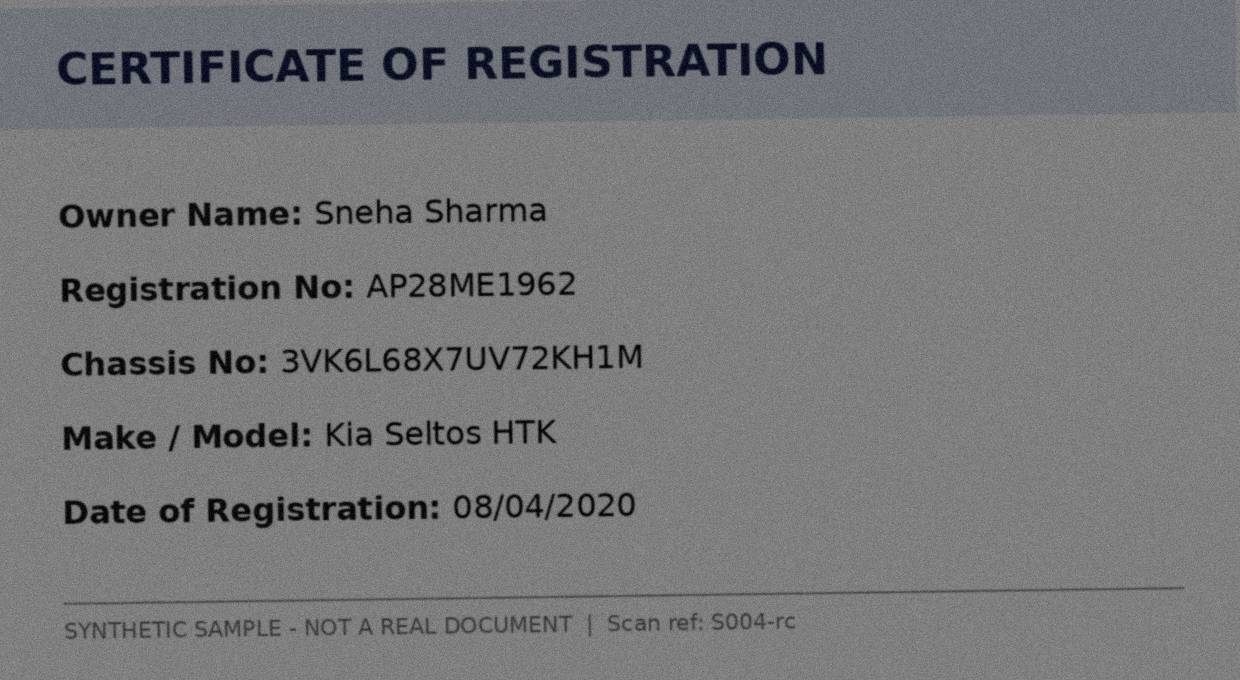 CERTIFICATE OF REGISTRATION
Owner Name: Sneha Sharma
Registration No: AP28ME1962
Chassis No: 3VK6L68X7UV72KH1M
Make / Model: Kia Seltos HTK
Date of Registration: 08/04/2020
SYNTHETIC SAMPLE - NOT A REAL DOCUMENT | Scan ref: S004-rc